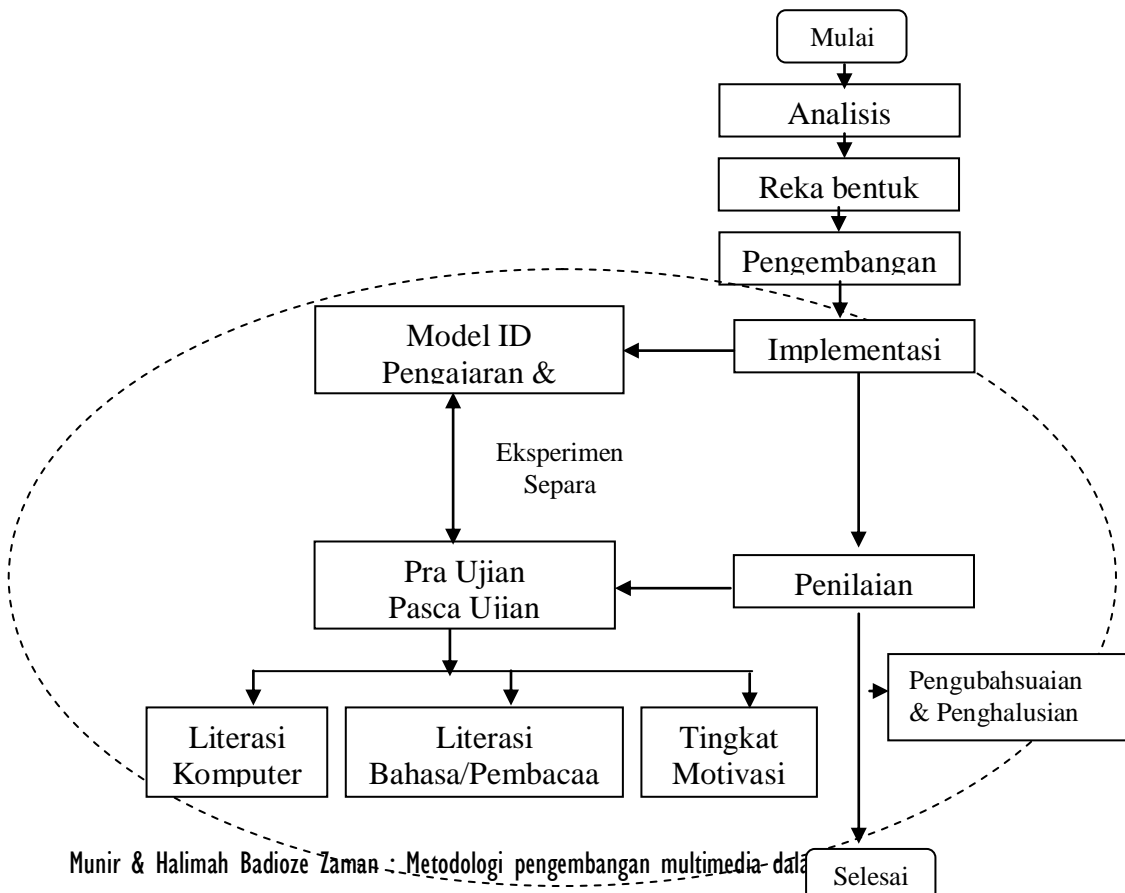 Mulai
Analisis
Reka bentuk
Pengembangan
Implementasi
Model ID
Pengajaran &
Eksperimen
Separa
Pra Ujian
Pasca Ujian
Penilaian
Pengubahsuaian
& Penghalusian
Literasi
Komputer
Literasi
Bahasa/Pembacaa
Tingkat
Motivasi
Munir & Halimah Badioze Zaman : Metodologi pengembangan multimedia dala
Selesai